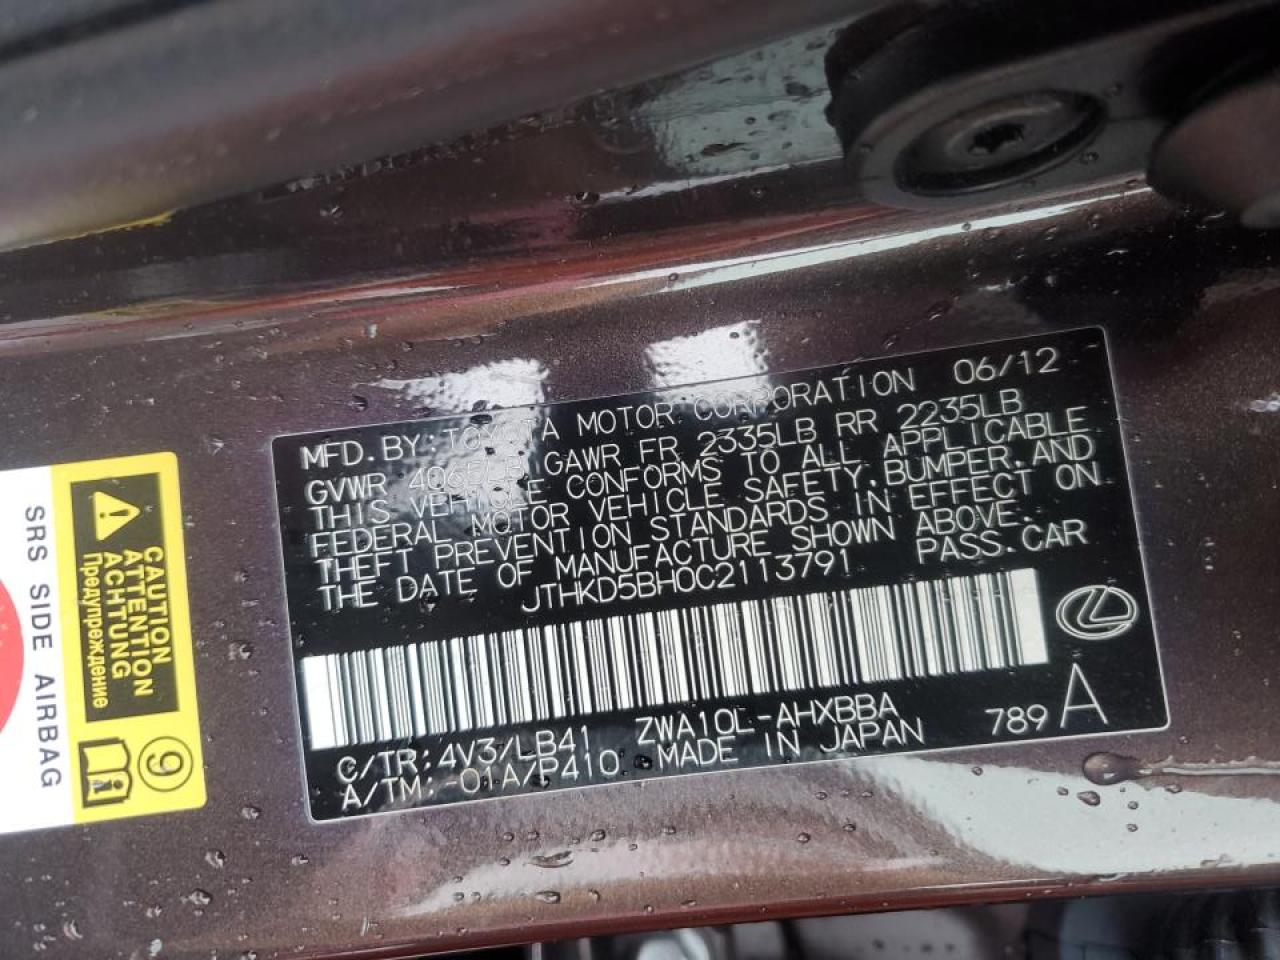 MFD.BY:TOYOTA MOTOR CORPORATION 06/12
GVWR 4065LB GAWR FR 2335LB RR 2235LB
THIS VEHICLE CONFORMS TO ALL APPLICABLE
FEDERAL MOTOR VEHICLE SAFETY,BUMPER,AND
THEFT PREVENTION STANDARDS IN EFFECT ON
THE DATE OF MANUFACTURE SHOWN ABOVE.
JTHKD5BH0C2113791 PASS.CAR
C/TR:4V3/LB41 ZWA10L-AHXBBA
A/TM:-01A/P410 MADE IN JAPAN 789 A
CAUTION
ATTENTION
ACHTUNG
Предупреждение
SRS SIDE AIRBAG
9
i